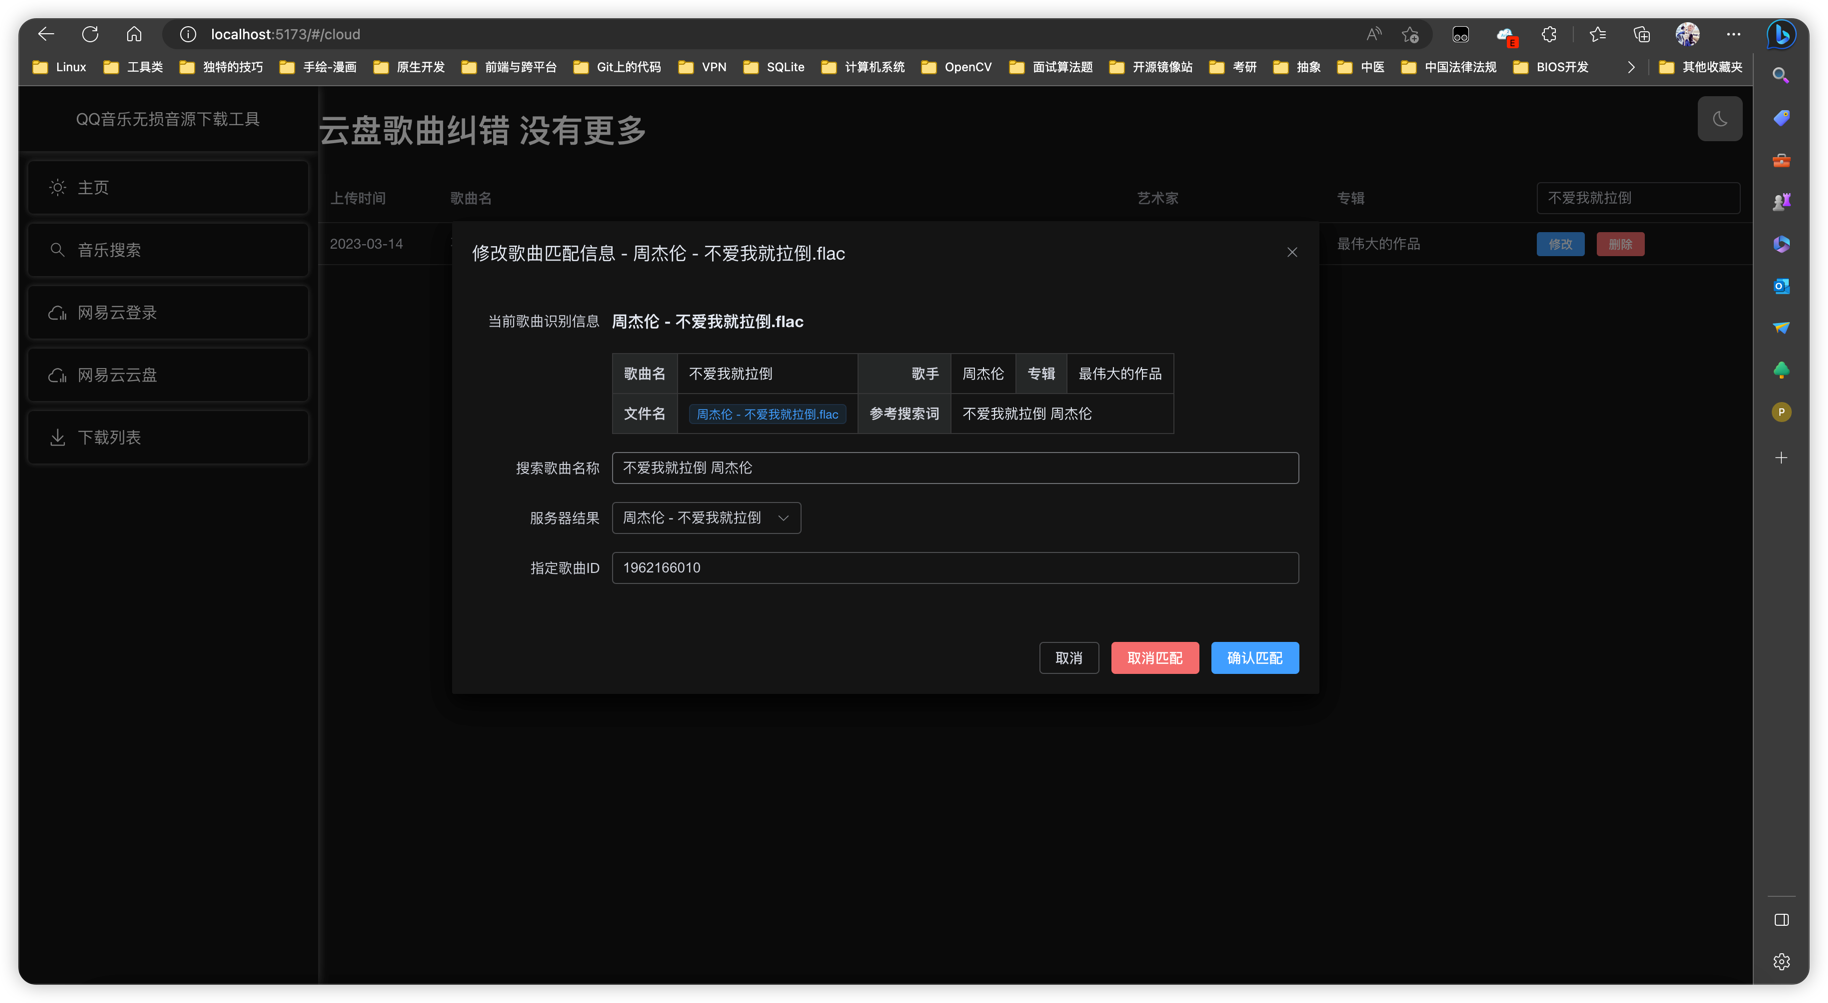 localhost:5173/#/cloud
Linux 工具类 独特的技巧 手绘-漫画 原生开发 前端与跨平台 Git上的代码 VPN SQLite 计算机系统 OpenCV 面试算法题 开源镜像站 考研 抽象 中医 中国法律法规 BIOS开发 其他收藏夹
QQ音乐无损音源下载工具
主页
音乐搜索
网易云登录
网易云云盘
下载列表
云盘歌曲纠错 没有更多
上传时间 歌曲名 艺术家 专辑 不爱我就拉倒
2023-03-14 最伟大的作品 修改 删除
修改歌曲匹配信息 - 周杰伦 - 不爱我就拉倒.flac
当前歌曲识别信息 周杰伦 - 不爱我就拉倒.flac
歌曲名 不爱我就拉倒 歌手 周杰伦 专辑 最伟大的作品
文件名 周杰伦 - 不爱我就拉倒.flac 参考搜索词 不爱我就拉倒 周杰伦
搜索歌曲名称 不爱我就拉倒 周杰伦
服务器结果 周杰伦 - 不爱我就拉倒
指定歌曲ID 1962166010
取消 取消匹配 确认匹配
E
P